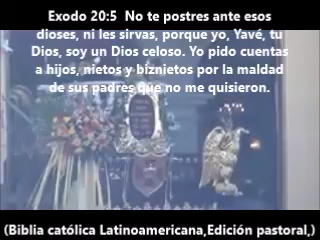 Exodo 20:5  No te postres ante esos
dioses, ni les sirvas, porque yo, Yavé, tu
Dios, soy un Dios celoso. Yo pido cuentas
a hijos, nietos y biznietos por la maldad
de sus padres que no me quisieron.
(Biblia católica Latinoamericana,Edición pastoral,)